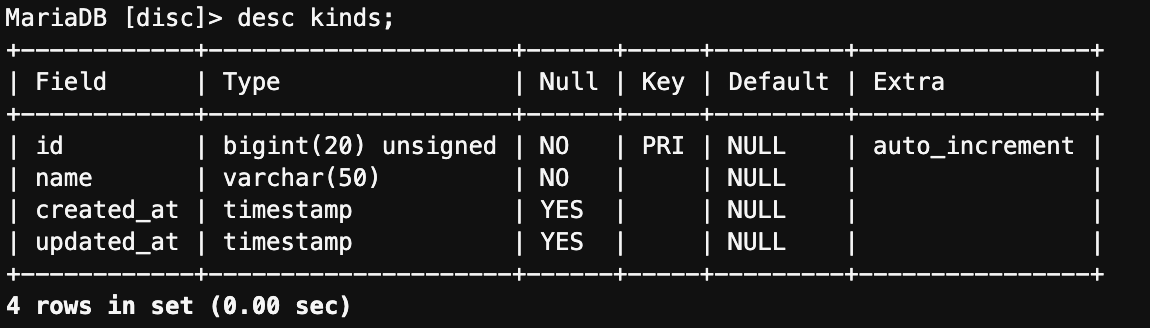 MariaDB [disc]> desc kinds;
+------------+---------------------+------+-----+---------+----------------+
| Field      | Type                | Null | Key | Default | Extra          |
+------------+---------------------+------+-----+---------+----------------+
| id         | bigint(20) unsigned | NO   | PRI | NULL    | auto_increment |
| name       | varchar(50)         | NO   |     | NULL    |                |
| created_at | timestamp           | YES  |     | NULL    |                |
| updated_at | timestamp           | YES  |     | NULL    |                |
+------------+---------------------+------+-----+---------+----------------+
4 rows in set (0.00 sec)